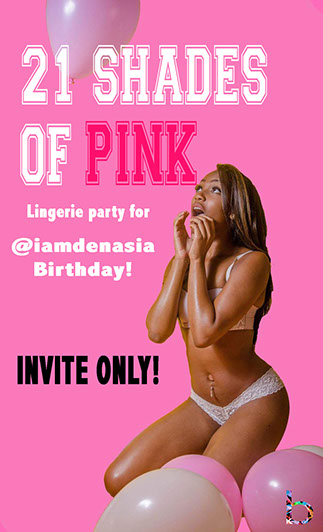 21 SHADES
OF PINK
Lingerie party for
@iamdenasia
Birthday!
INVITE ONLY!
b